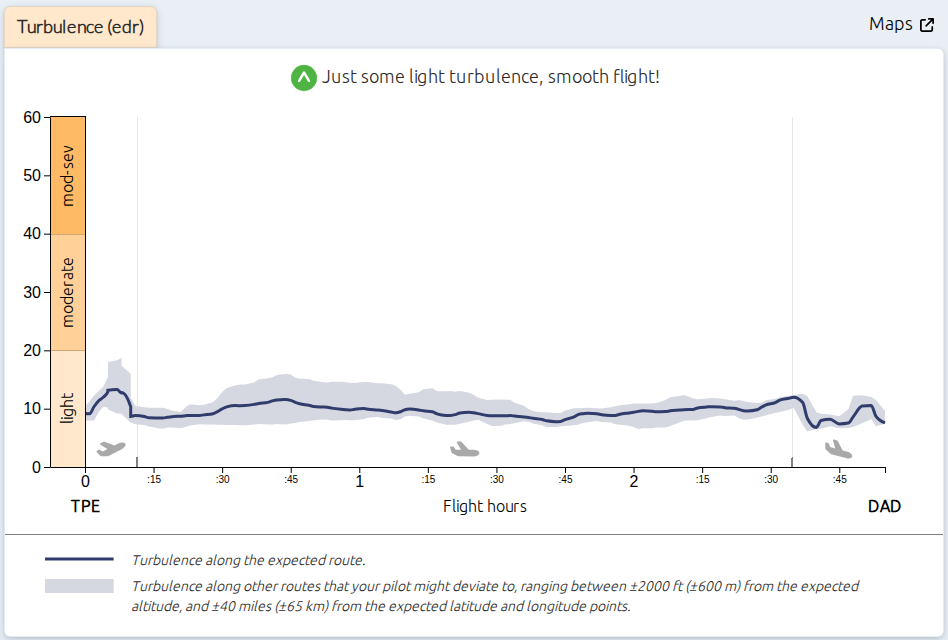 Turbulence (edr)
Maps
Just some light turbulence, smooth flight!
60
50
40
30
20
10
0
mod-sev
moderate
light
0 :15 :30 :45 1 :15 :30 :45 2 :15 :30 :45
TPE Flight hours DAD
Turbulence along the expected route.
Turbulence along other routes that your pilot might deviate to, ranging between ±2000 ft (±600 m) from the expected
altitude, and ±40 miles (±65 km) from the expected latitude and longitude points.